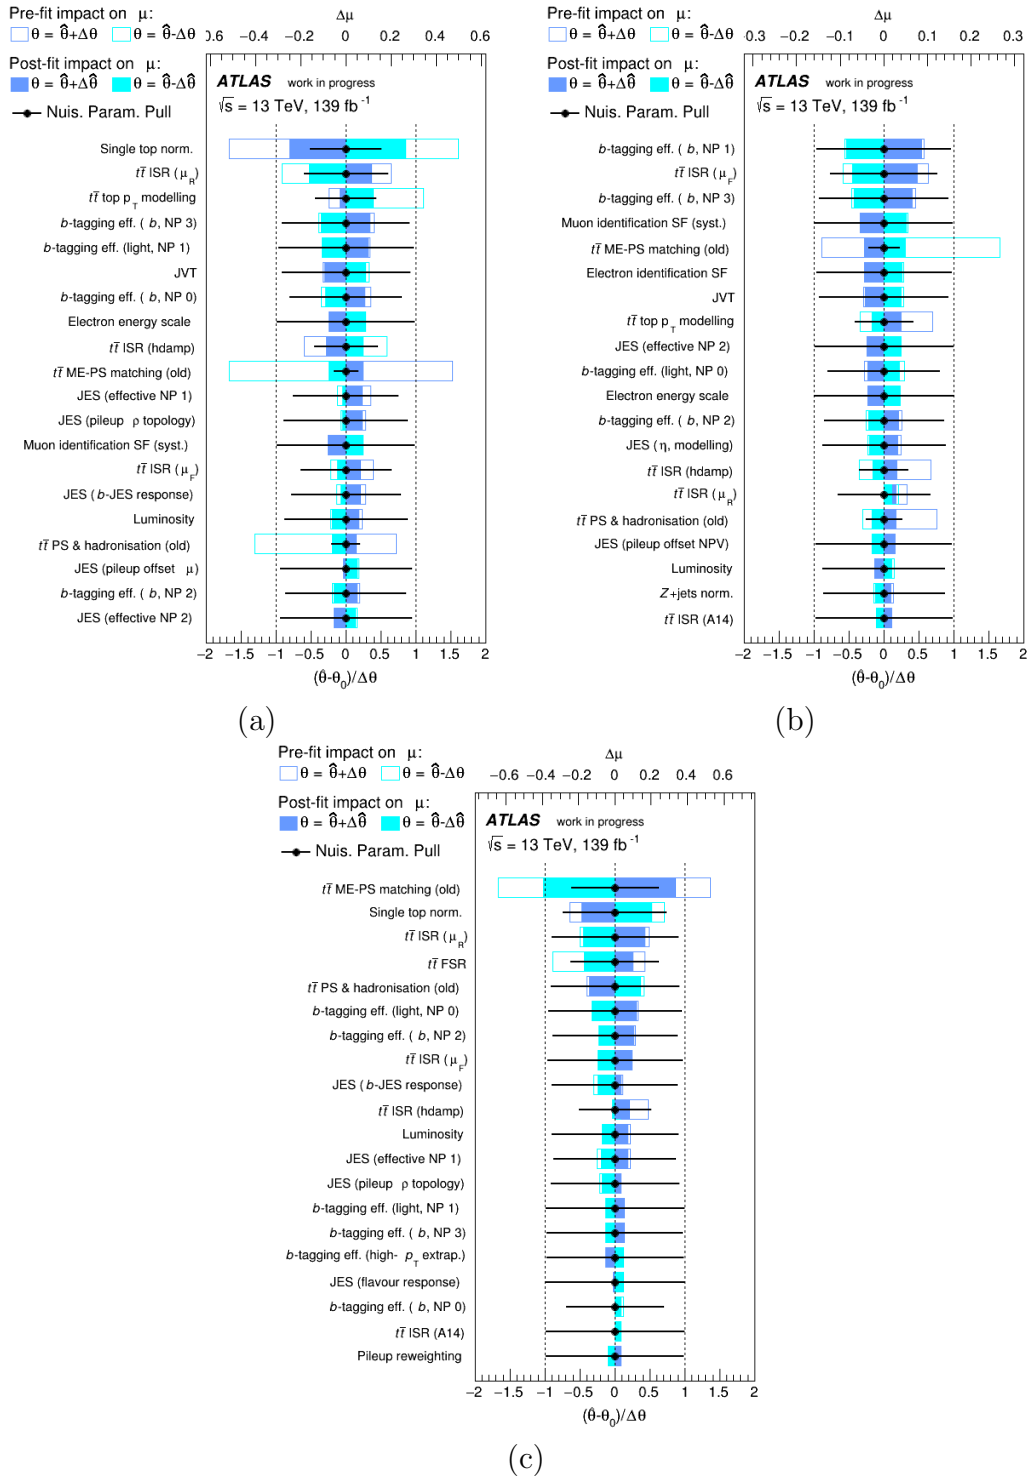 Pre-fit impact on μ:
θ = θ̂+Δθ θ = θ̂-Δθ
Post-fit impact on μ:
θ = θ̂+Δθ̂ θ = θ̂-Δθ̂
Nuis. Param. Pull
Δμ
0.6 −0.4 −0.2 0 0.2 0.4 0.6
ATLAS work in progress
√s = 13 TeV, 139 fb⁻¹
Single top norm.
tt̄ ISR (μ_R)
tt̄ top p_T modelling
b-tagging eff. ( b, NP 3)
b-tagging eff. (light, NP 1)
JVT
b-tagging eff. ( b, NP 0)
Electron energy scale
tt̄ ISR (hdamp)
tt̄ ME-PS matching (old)
JES (effective NP 1)
JES (pileup ρ topology)
Muon identification SF (syst.)
tt̄ ISR (μ_F)
JES ( b-JES response)
Luminosity
tt̄ PS & hadronisation (old)
JES (pileup offset μ)
b-tagging eff. ( b, NP 2)
JES (effective NP 2)
−2 −1.5 −1 −0.5 0 0.5 1 1.5 2
(θ̂-θ₀)/Δθ
(a)
Pre-fit impact on μ:
θ = θ̂+Δθ θ = θ̂-Δθ
Post-fit impact on μ:
θ = θ̂+Δθ̂ θ = θ̂-Δθ̂
Nuis. Param. Pull
Δμ
−0.3 −0.2 −0.1 0 0.1 0.2 0.3
ATLAS work in progress
√s = 13 TeV, 139 fb⁻¹
b-tagging eff. ( b, NP 1)
tt̄ ISR (μ_F)
b-tagging eff. ( b, NP 3)
Muon identification SF (syst.)
tt̄ ME-PS matching (old)
Electron identification SF
JVT
tt̄ top p_T modelling
JES (effective NP 2)
b-tagging eff. (light, NP 0)
Electron energy scale
b-tagging eff. ( b, NP 2)
JES (η, modelling)
tt̄ ISR (hdamp)
tt̄ ISR (μ_R)
tt̄ PS & hadronisation (old)
JES (pileup offset NPV)
Luminosity
Z+jets norm.
tt̄ ISR (A14)
−2 −1.5 −1 −0.5 0 0.5 1 1.5 2
(θ̂-θ₀)/Δθ
(b)
Pre-fit impact on μ:
θ = θ̂+Δθ θ = θ̂-Δθ
Post-fit impact on μ:
θ = θ̂+Δθ̂ θ = θ̂-Δθ̂
Nuis. Param. Pull
Δμ
−0.6 −0.4 −0.2 0 0.2 0.4 0.6
ATLAS work in progress
√s = 13 TeV, 139 fb⁻¹
tt̄ ME-PS matching (old)
Single top norm.
tt̄ ISR (μ_R)
tt̄ FSR
tt̄ PS & hadronisation (old)
b-tagging eff. (light, NP 0)
b-tagging eff. ( b, NP 2)
tt̄ ISR (μ_F)
JES ( b-JES response)
tt̄ ISR (hdamp)
Luminosity
JES (effective NP 1)
JES (pileup ρ topology)
b-tagging eff. (light, NP 1)
b-tagging eff. ( b, NP 3)
b-tagging eff. (high- p_T extrap.)
JES (flavour response)
b-tagging eff. ( b, NP 0)
tt̄ ISR (A14)
Pileup reweighting
−2 −1.5 −1 −0.5 0 0.5 1 1.5 2
(θ̂-θ₀)/Δθ
(c)